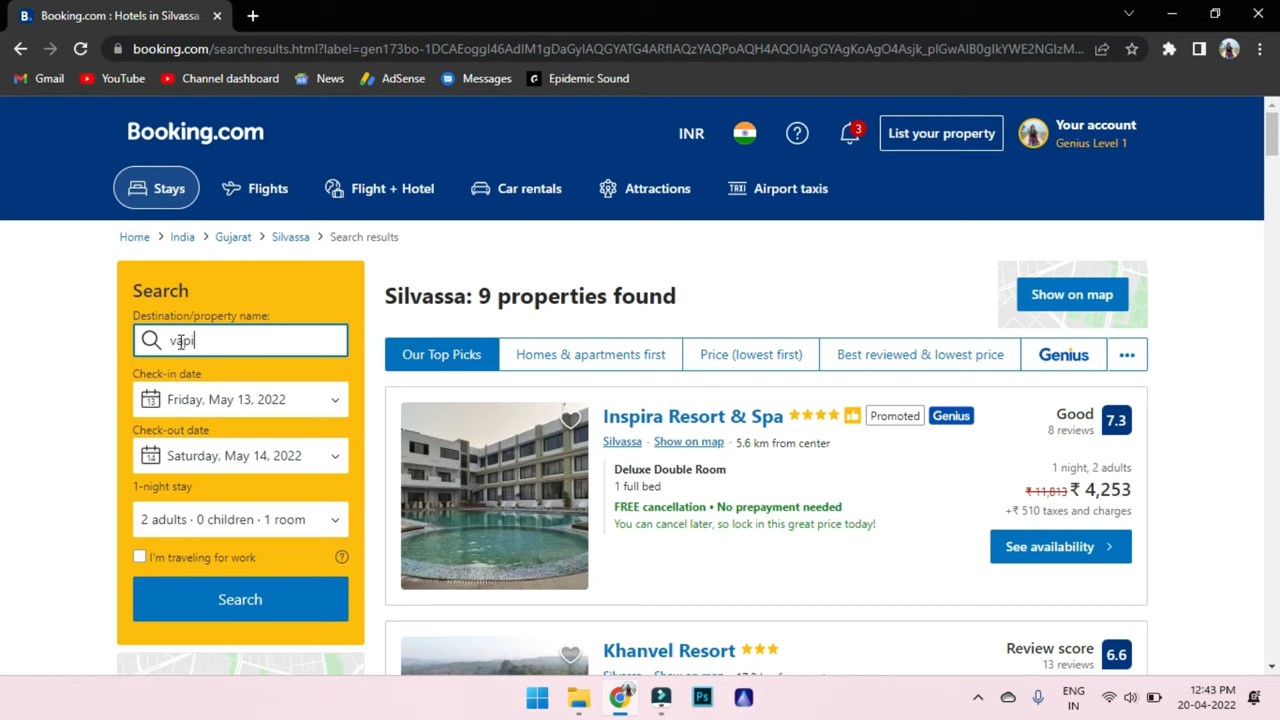 B. Booking.com : Hotels in Silvassa
booking.com/searchresults.html?label=gen173bo-1DCAEoggI46AdIM1gDaGyIAQGYATG4ARfIAQzYAQPoAQH4AQOIAgGYAgKoAgO4Asjk_plGwAIB0gIkYWE2NGIzM...
Gmail YouTube Channel dashboard News AdSense Messages Epidemic Sound
Booking.com INR 3 List your property Your account
Genius Level 1
Stays Flights Flight + Hotel Car rentals Attractions TAXI Airport taxis
Home > India > Gujarat > Silvassa > Search results
Search
Destination/property name:
vapi
Check-in date
13 Friday, May 13, 2022
Check-out date
14 Saturday, May 14, 2022
1-night stay
2 adults · 0 children · 1 room
I'm traveling for work
Search
Silvassa: 9 properties found
Show on map
Our Top Picks Homes & apartments first Price (lowest first) Best reviewed & lowest price Genius
Inspira Resort & Spa Promoted Genius
Silvassa · Show on map · 5.6 km from center
Deluxe Double Room
1 full bed
FREE cancellation • No prepayment needed
You can cancel later, so lock in this great price today!
Good 7.3
8 reviews
1 night, 2 adults
₹ 11,813 ₹ 4,253
+₹ 510 taxes and charges
See availability
Khanvel Resort
Review score 6.6
13 reviews
Ps
ENG
IN
12:43 PM
20-04-2022